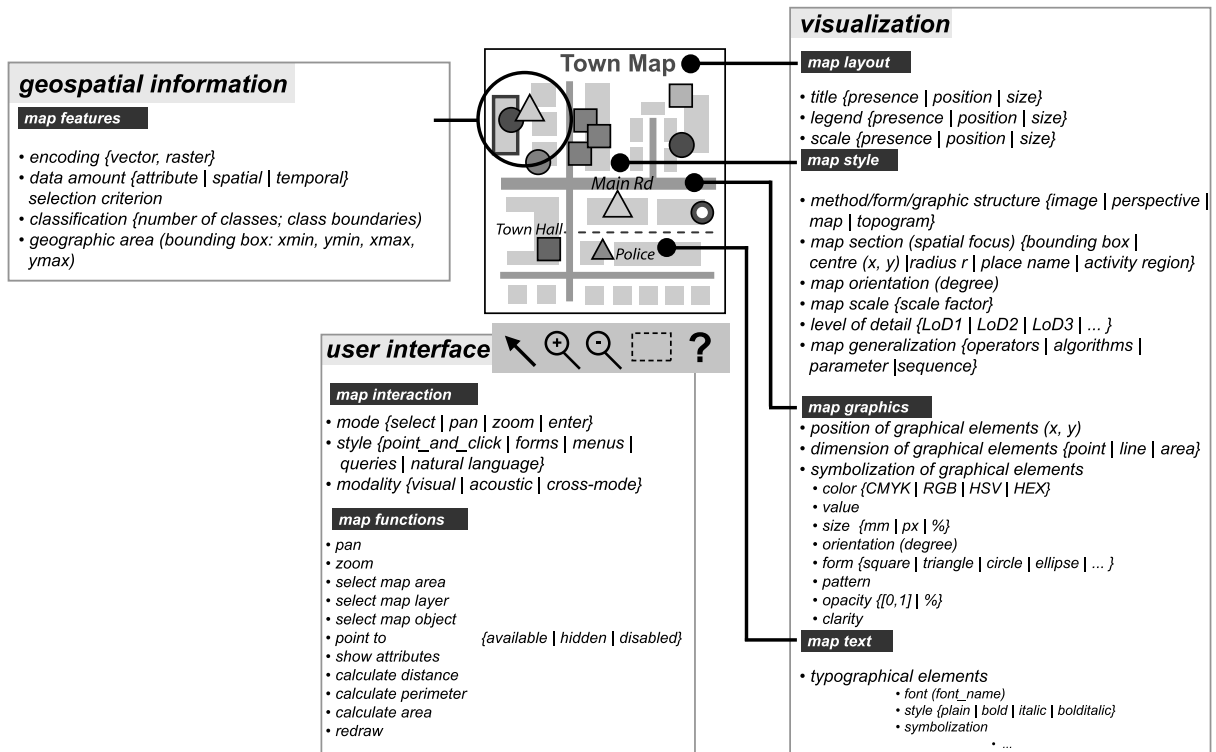 geospatial information
map features
• encoding {vector, raster}
• data amount {attribute | spatial | temporal}
selection criterion
• classification {number of classes; class boundaries)
• geographic area (bounding box: xmin, ymin, xmax,
ymax)
Town Map
Main Rd
Town Hall
Police
+
-
?
user interface
map interaction
• mode {select | pan | zoom | enter}
• style {point_and_click | forms | menus |
queries | natural language}
• modality {visual | acoustic | cross-mode}
map functions
• pan
• zoom
• select map area
• select map layer
• select map object
• point to {available | hidden | disabled}
• show attributes
• calculate distance
• calculate perimeter
• calculate area
• redraw
visualization
map layout
• title {presence | position | size}
• legend {presence | position | size}
• scale {presence | position | size}
map style
• method/form/graphic structure {image | perspective |
map | topogram}
• map section (spatial focus) {bounding box |
centre (x, y) |radius r | place name | activity region}
• map orientation (degree)
• map scale {scale factor}
• level of detail {LoD1 | LoD2 | LoD3 | ... }
• map generalization {operators | algorithms |
parameter |sequence}
map graphics
• position of graphical elements (x, y)
• dimension of graphical elements {point | line | area}
• symbolization of graphical elements
• color {CMYK | RGB | HSV | HEX}
• value
• size {mm | px | %}
• orientation (degree)
• form {square | triangle | circle | ellipse | ... }
• pattern
• opacity {[0,1] | %}
• clarity
map text
• typographical elements
• font (font_name)
• style {plain | bold | italic | bolditalic}
• symbolization
• ...